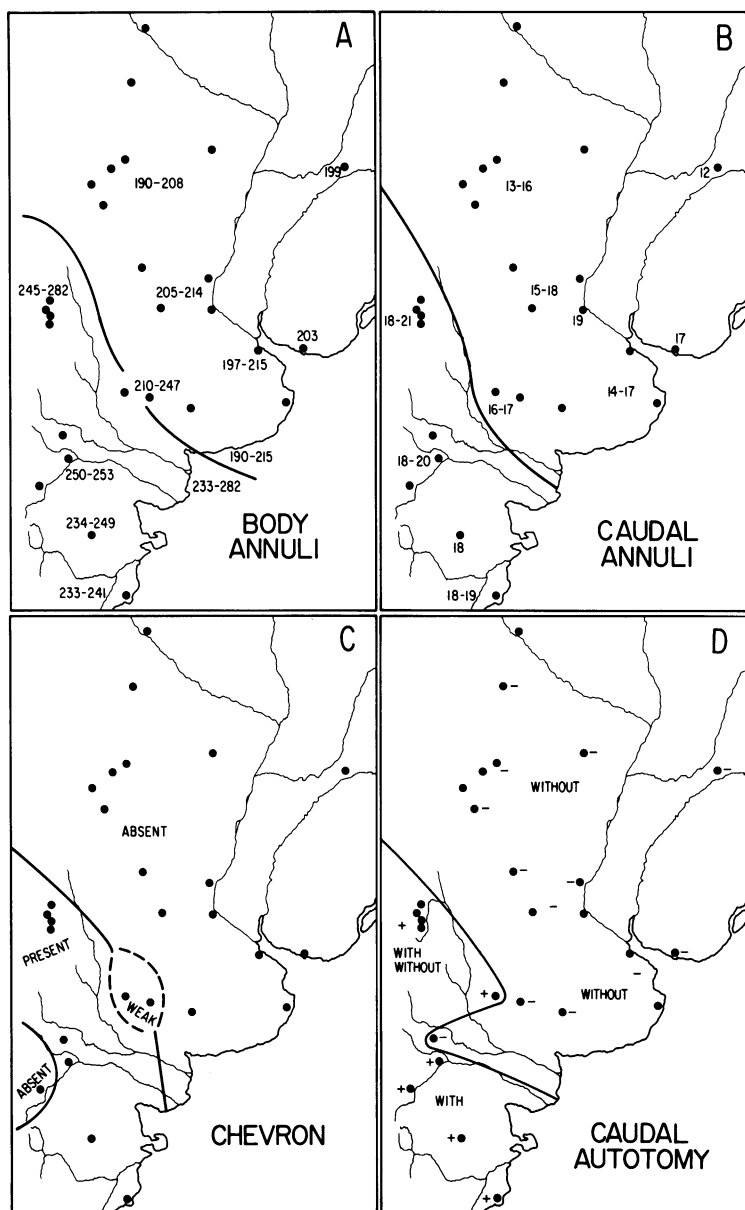 A
199
190-208
245-282
205-214
203
197-215
210-247
190-215
250-253
233-282
234-249
233-241
BODY
ANNULI
B
12
13-16
15-18
18-21
19
17
14-17
16-17
18-20
18
18-19
CAUDAL
ANNULI
C
ABSENT
PRESENT
WEAK
ABSENT
CHEVRON
D
-
-
-
-
WITHOUT
-
-
-
-
+
-
-
WITH
WITHOUT
+
-
-
WITHOUT
-
+
+
WITH
+
+
CAUDAL
AUTOTOMY